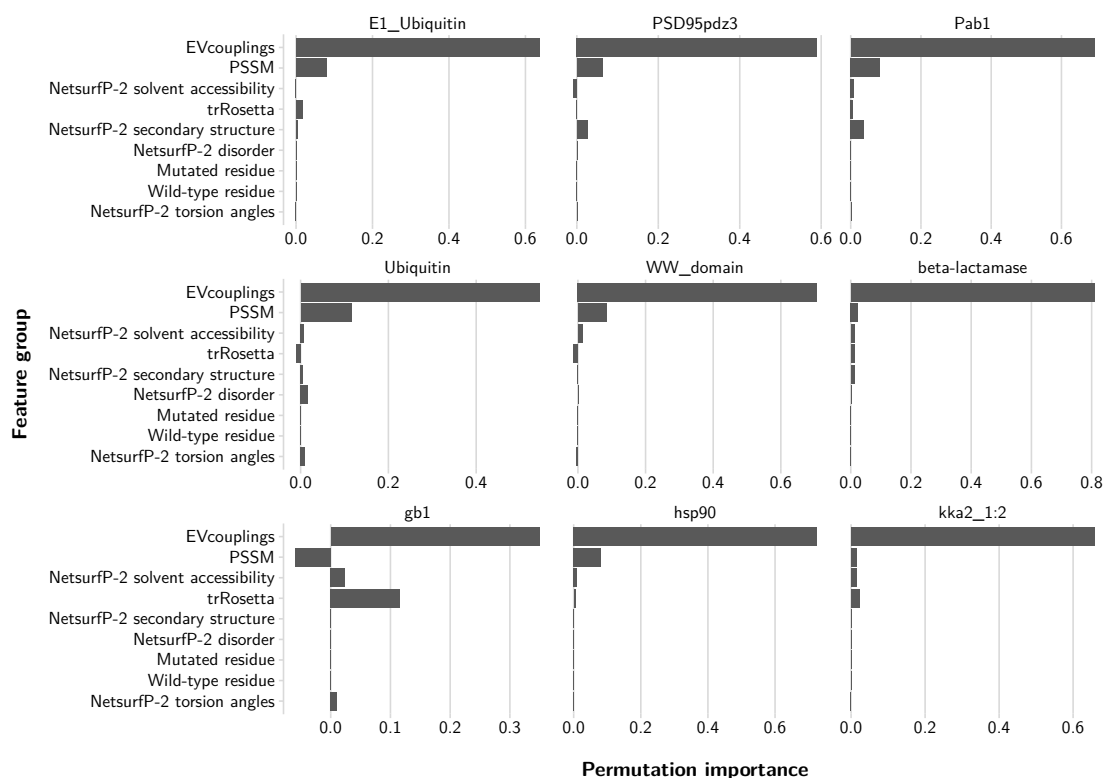 E1_Ubiquitin PSD95pdz3 Pab1
EVcouplings
PSSM
NetsurfP-2 solvent accessibility
trRosetta
NetsurfP-2 secondary structure
NetsurfP-2 disorder
Mutated residue
Wild-type residue
NetsurfP-2 torsion angles
0.0 0.2 0.4 0.6 0.0 0.2 0.4 0.6 0.0 0.2 0.4 0.6
Ubiquitin WW_domain beta-lactamase
EVcouplings
PSSM
NetsurfP-2 solvent accessibility
trRosetta
NetsurfP-2 secondary structure
NetsurfP-2 disorder
Mutated residue
Wild-type residue
NetsurfP-2 torsion angles
0.0 0.2 0.4 0.0 0.2 0.4 0.6 0.0 0.2 0.4 0.6 0.8
gb1 hsp90 kka2_1:2
EVcouplings
PSSM
NetsurfP-2 solvent accessibility
trRosetta
NetsurfP-2 secondary structure
NetsurfP-2 disorder
Mutated residue
Wild-type residue
NetsurfP-2 torsion angles
0.0 0.1 0.2 0.3 0.0 0.2 0.4 0.6 0.0 0.2 0.4 0.6
Feature group
Permutation importance